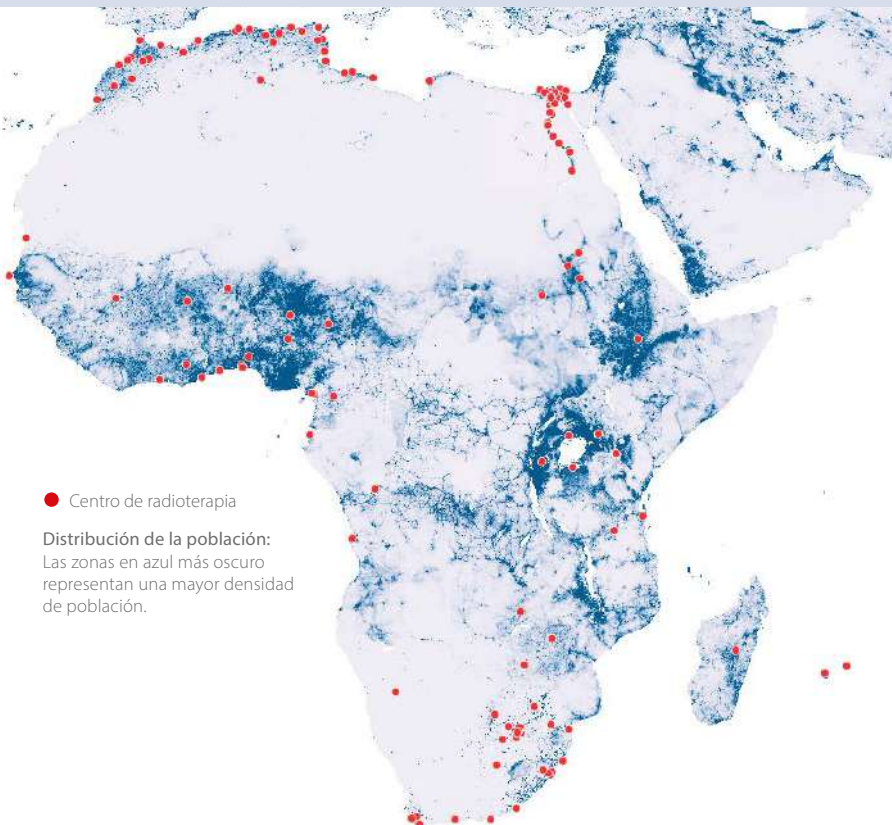 Centro de radioterapia
Distribución de la población:
Las zonas en azul más oscuro
representan una mayor densidad
de población.